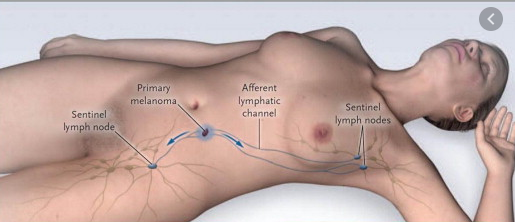 Primary
melanoma
Afferent
lymphatic
channel
Sentinel
lymph node
Sentinel
lymph nodes